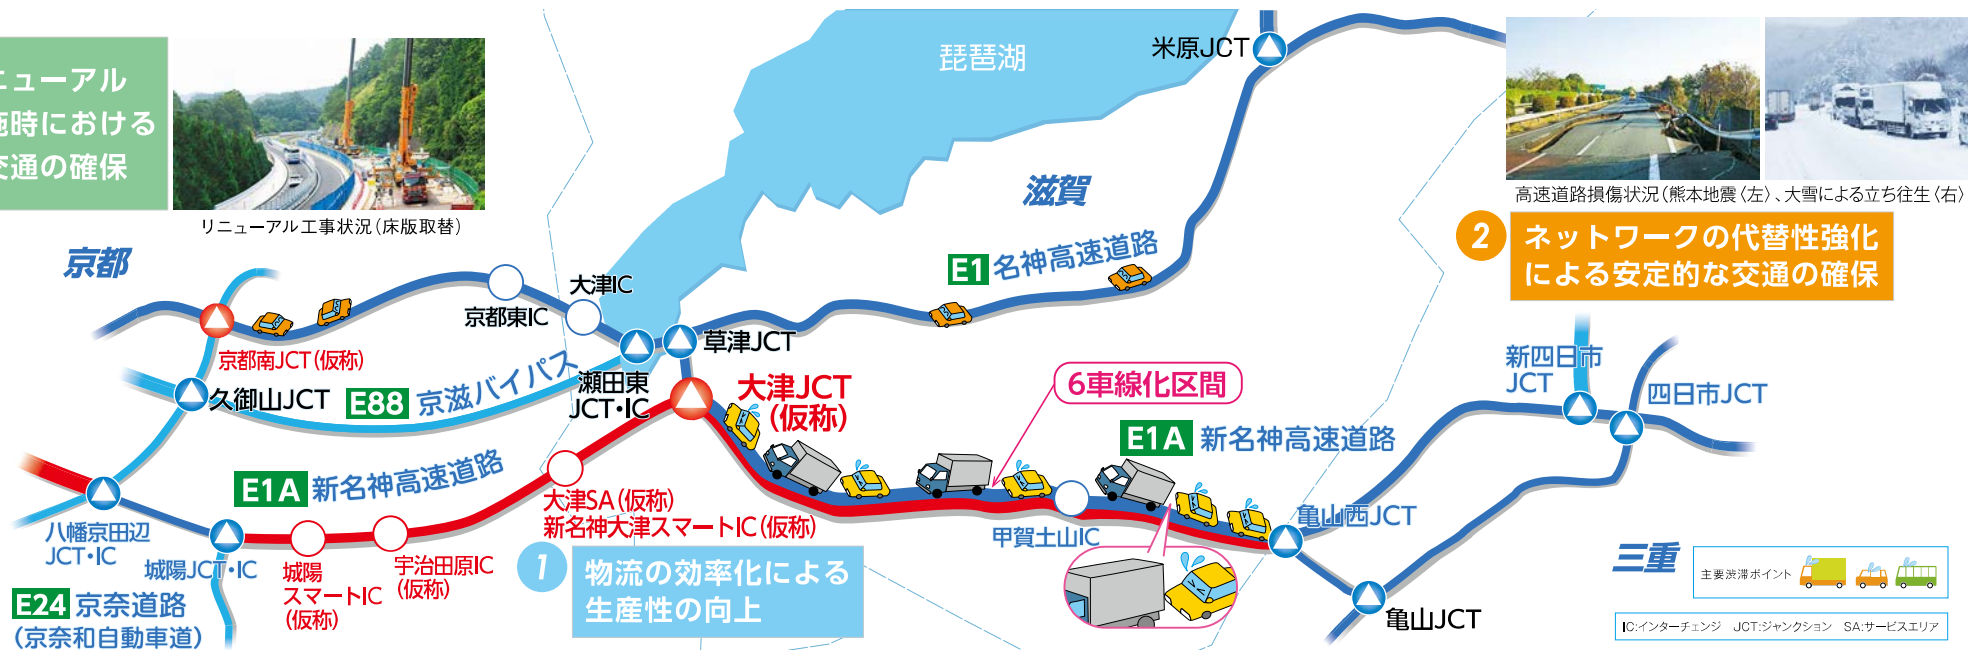 ニューアル
施時における
交通の確保
リニューアル工事状況(床版取替)
琵琶湖
米原JCT
高速道路損傷状況(熊本地震〈左〉、大雪による立ち往生〈右〉
2
ネットワークの代替性強化
による安定的な交通の確保
滋賀
京都
E1 名神高速道路
大津IC
京都東IC
京都南JCT(仮称)
草津JCT
久御山JCT
E88 京滋バイパス
瀬田東
JCT・IC
大津JCT
(仮称)
6車線化区間
E1A 新名神高速道路
新四日市
JCT
四日市JCT
E1A 新名神高速道路
大津SA(仮称)
新名神大津スマートIC(仮称)
甲賀土山IC
亀山西JCT
八幡京田辺
JCT・IC
城陽JCT・IC
城陽
スマートIC
(仮称)
宇治田原IC
(仮称)
1
物流の効率化による
生産性の向上
E24 京奈道路
(京奈和自動車道)
亀山JCT
三重
主要渋滞ポイント
IC:インターチェンジ JCT:ジャンクション SA:サービスエリア